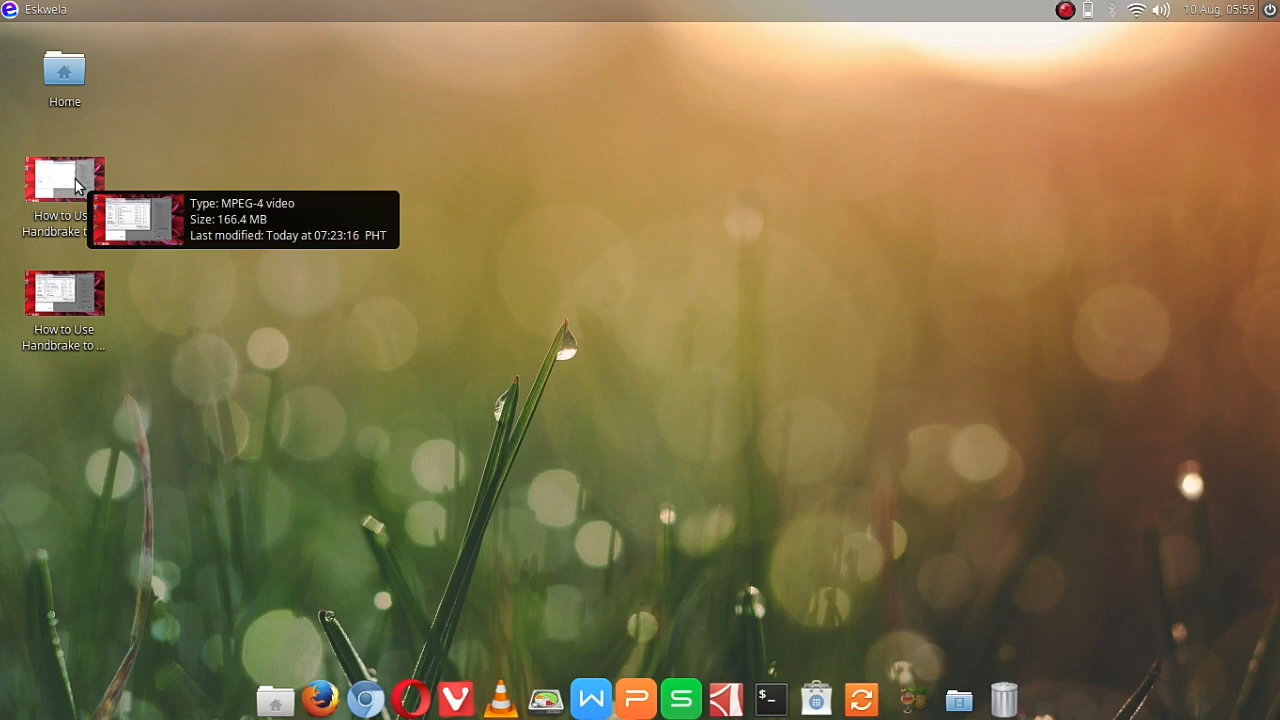 Eskwela
10 Aug, 05:59
Home
How to Us
Handbrake t
Type: MPEG-4 video
Size: 166.4 MB
Last modified: Today at 07:23:16 PHT
How to Use
Handbrake to ...
W P S
$_